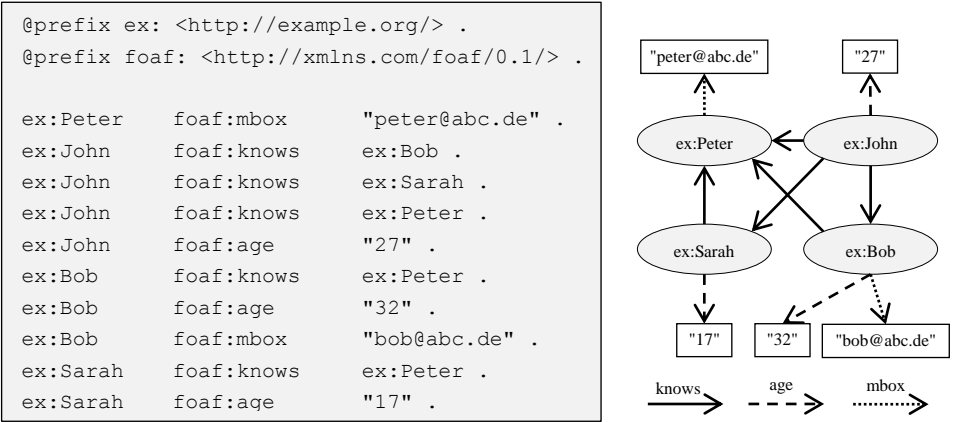 @prefix ex: <http://example.org/> .
@prefix foaf: <http://xmlns.com/foaf/0.1/> .
ex:Peter foaf:mbox "peter@abc.de" .
ex:John foaf:knows ex:Bob .
ex:John foaf:knows ex:Sarah .
ex:John foaf:knows ex:Peter .
ex:John foaf:age "27" .
ex:Bob foaf:knows ex:Peter .
ex:Bob foaf:age "32" .
ex:Bob foaf:mbox "bob@abc.de" .
ex:Sarah foaf:knows ex:Peter .
ex:Sarah foaf:age "17" .
"peter@abc.de" "27"
ex:Peter ex:John
ex:Sarah ex:Bob
"17" "32" "bob@abc.de"
knows age mbox